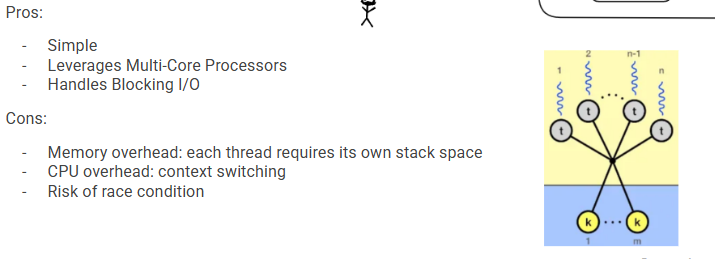 Pros:
- Simple
- Leverages Multi-Core Processors
- Handles Blocking I/O
Cons:
- Memory overhead: each thread requires its own stack space
- CPU overhead: context switching
- Risk of race condition
2 n-1
1 n
t ... t
t t
k ... k
1 m